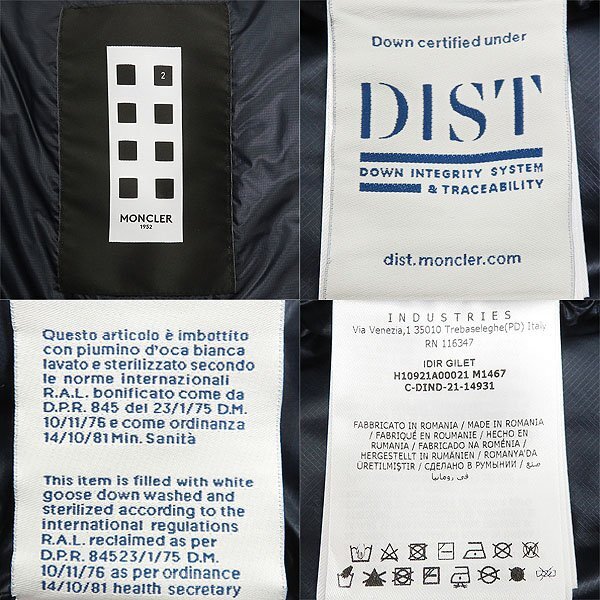 2
MONCLER
1952
Down certified under
DIST
DOWN INTEGRITY SYSTEM
& TRACEABILITY
dist.moncler.com
Questo articolo è imbottito
con piumino d'oca bianca
lavato e sterilizzato secondo
le norme internazionali
R.A.L. bonificato come da
D.P.R. 845 del 23/1/75 D.M.
10/11/76 e come ordinanza
14/10/81 Min. Sanità
This item is filled with white
goose down washed and
sterilized according to the
international regulations
R.A.L. reclaimed as per
D.P.R. 84523/1/75 D.M.
10/11/76 as per ordinance
14/10/81 health secretary
INDUSTRIES
Via Venezia,1 35010 Trebaseleghe(PD) Italy
RN 116347
IDIR GILET
H10921A00021 M1467
C-DIND-21-14931
FABBRICATO IN ROMANIA / MADE IN ROMANIA
/ FABRIQUÉ EN ROUMANIE / HECHO EN
RUMANIA / FABRICADO NA ROMÉNIA /
HERGESTELLT IN RUMÄNIEN / ROMANYA'DA
ÜRETİLMİŞTİR / СДЕЛАНО В РУМЫНИИ / صنع
في رومانيا /